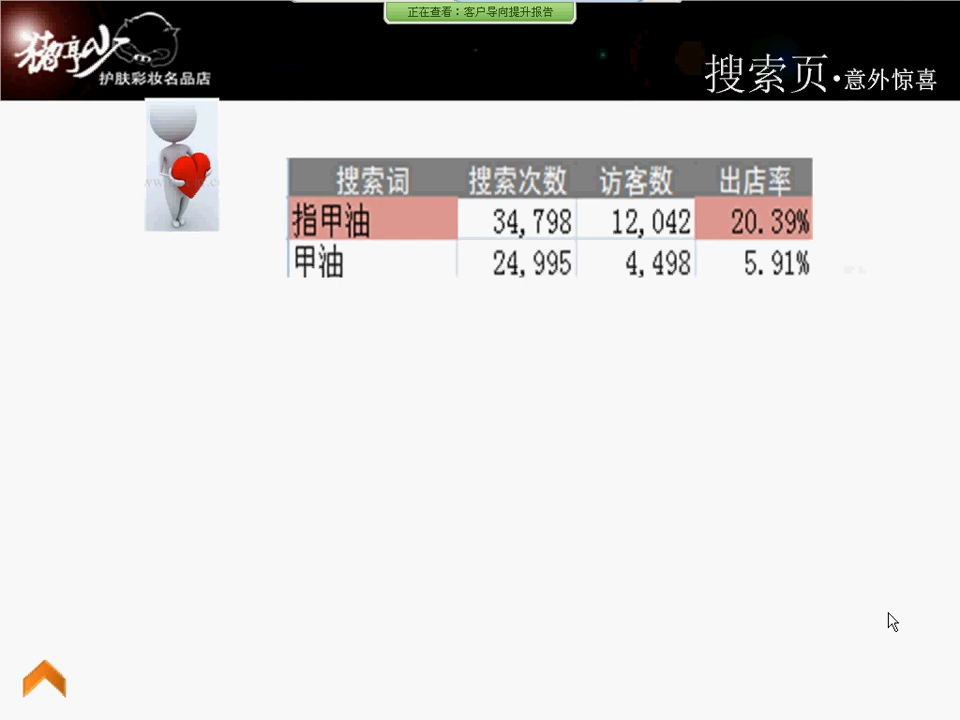 正在查看：客户导向提升报告
护肤彩妆名品店
搜索页·意外惊喜
搜索词 搜索次数 访客数 出店率
指甲油 34,798 12,042 20.39%
甲油 24,995 4,498 5.91%